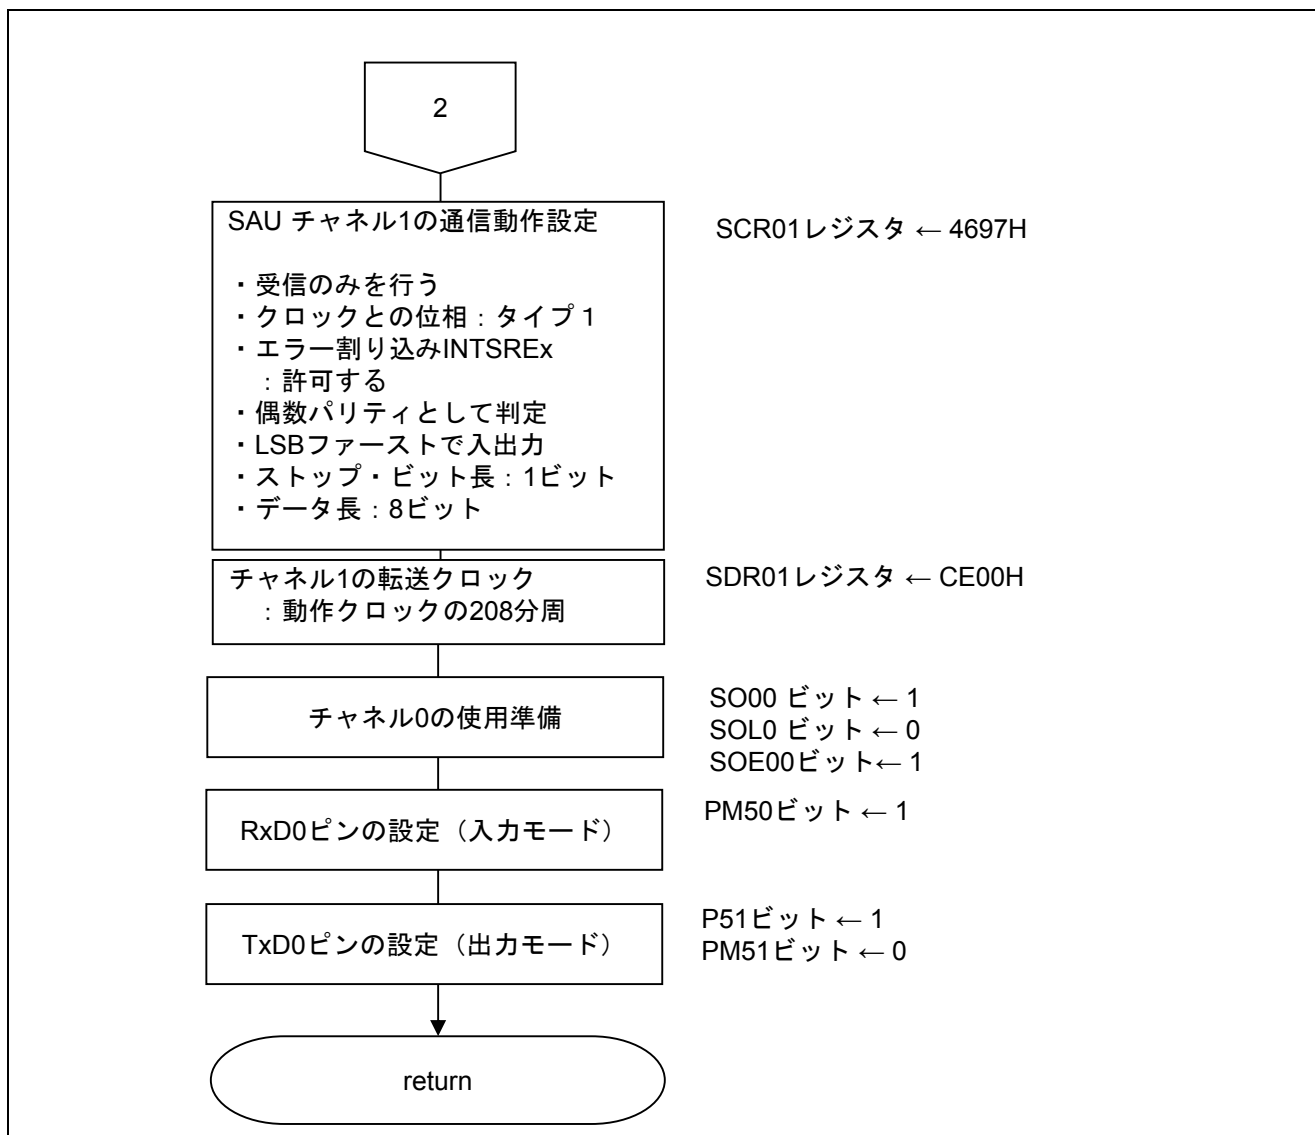 2
SAU チャネル1の通信動作設定
SCR01レジスタ ← 4697H
・受信のみを行う
・クロックとの位相：タイプ１
・エラー割り込みINTSREx
：許可する
・偶数パリティとして判定
・LSBファーストで入出力
・ストップ・ビット長：1ビット
・データ長：8ビット
チャネル1の転送クロック
：動作クロックの208分周
SDR01レジスタ ← CE00H
チャネル0の使用準備
SO00 ビット ← 1
SOL0 ビット ← 0
SOE00ビット← 1
RxD0ピンの設定（入力モード）
PM50ビット ← 1
TxD0ピンの設定（出力モード）
P51ビット ← 1
PM51ビット ← 0
return